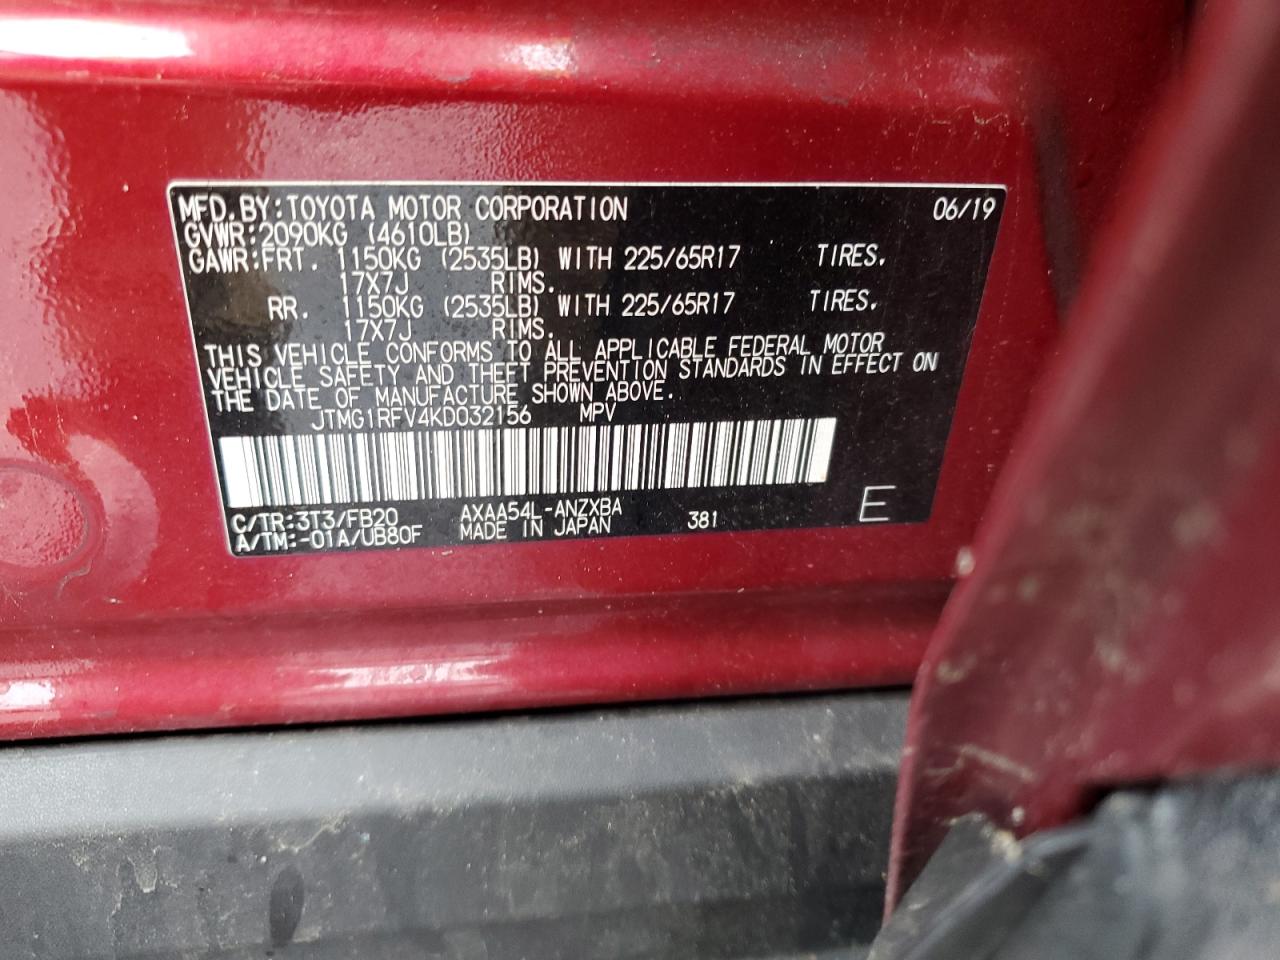 MFD.BY:TOYOTA MOTOR CORPORATION 06/19
GVWR:2090KG (4610LB)
GAWR:FRT. 1150KG (2535LB) WITH 225/65R17 TIRES.
17X7J RIMS.
RR. 1150KG (2535LB) WITH 225/65R17 TIRES.
17X7J RIMS.
THIS VEHICLE CONFORMS TO ALL APPLICABLE FEDERAL MOTOR
VEHICLE SAFETY AND THEFT PREVENTION STANDARDS IN EFFECT ON
THE DATE OF MANUFACTURE SHOWN ABOVE.
JTMG1RFV4KD032156 MPV
C/TR:3T3/FB20 AXAA54L-ANZXBA
A/TM:-01A/UB80F MADE IN JAPAN 381 E